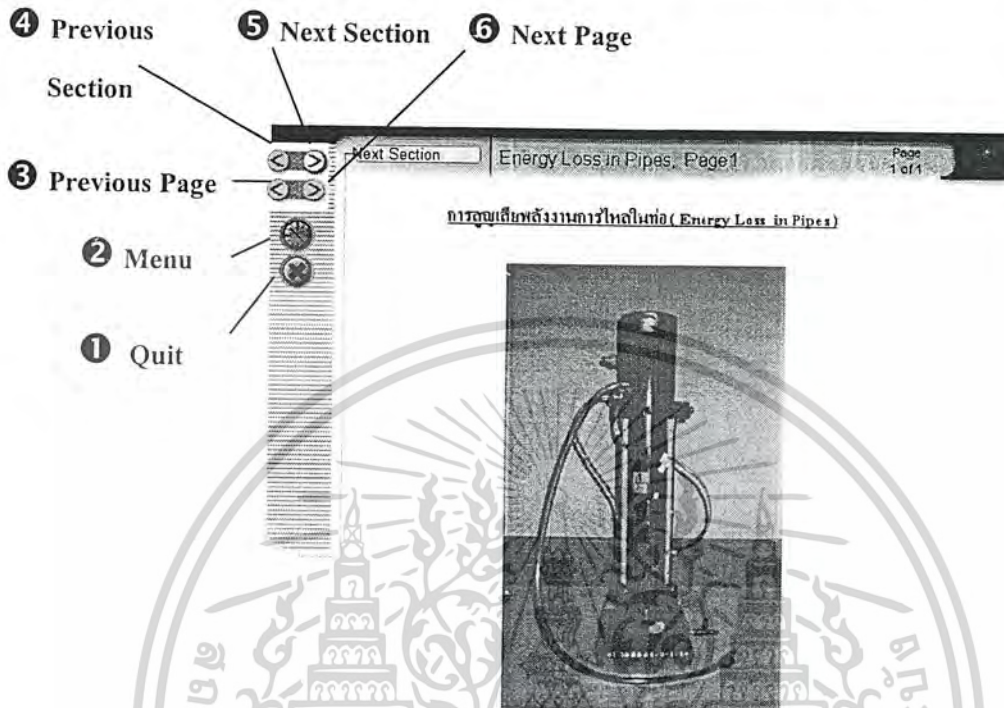 ❹ Previous Section
❺ Next Section
❻ Next Page
❸ Previous Page
❷ Menu
❶ Quit
Next Section
Energy Loss in Pipes, Page1
Page
1 of 1
การสูญเสียพลังงานการไหลในท่อ( Energy Loss in Pipes)